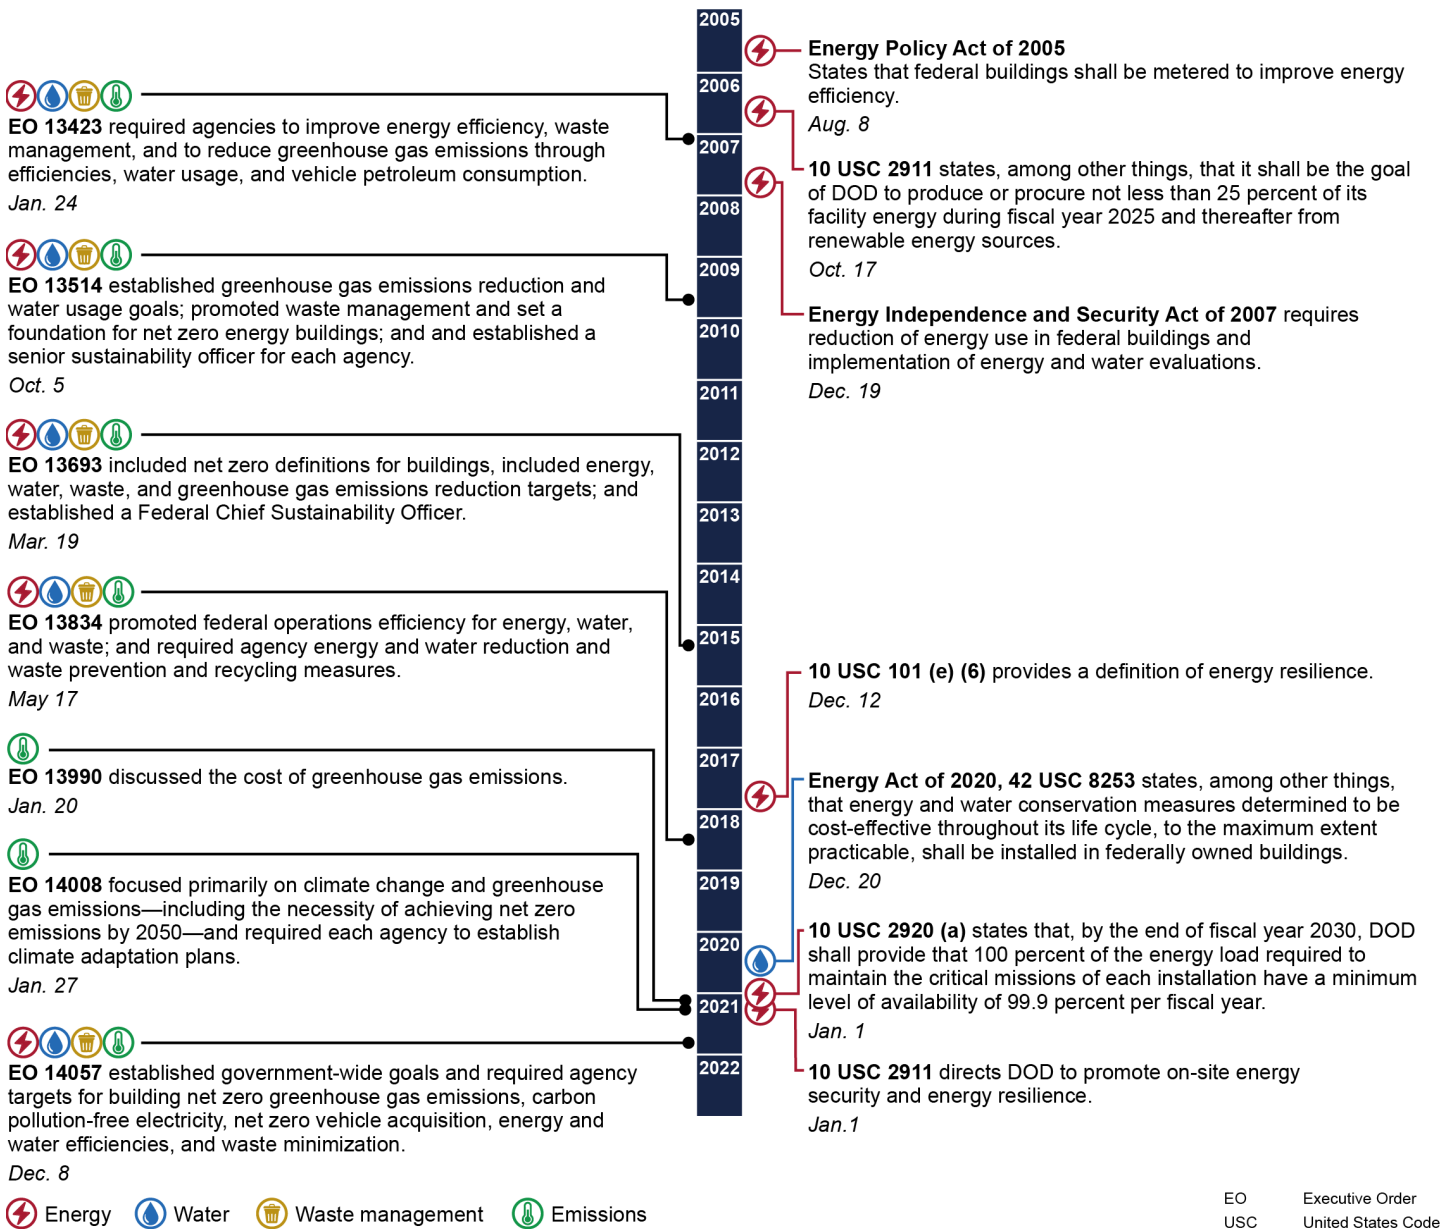 2005
2006
2007
2008
2009
2010
2011
2012
2013
2014
2015
2016
2017
2018
2019
2020
2021
2022
EO 13423 required agencies to improve energy efficiency, waste
management, and to reduce greenhouse gas emissions through
efficiencies, water usage, and vehicle petroleum consumption.
Jan. 24
EO 13514 established greenhouse gas emissions reduction and
water usage goals; promoted waste management and set a
foundation for net zero energy buildings; and and established a
senior sustainability officer for each agency.
Oct. 5
EO 13693 included net zero definitions for buildings, included energy,
water, waste, and greenhouse gas emissions reduction targets; and
established a Federal Chief Sustainability Officer.
Mar. 19
EO 13834 promoted federal operations efficiency for energy, water,
and waste; and required agency energy and water reduction and
waste prevention and recycling measures.
May 17
EO 13990 discussed the cost of greenhouse gas emissions.
Jan. 20
EO 14008 focused primarily on climate change and greenhouse
gas emissions—including the necessity of achieving net zero
emissions by 2050—and required each agency to establish
climate adaptation plans.
Jan. 27
EO 14057 established government-wide goals and required agency
targets for building net zero greenhouse gas emissions, carbon
pollution-free electricity, net zero vehicle acquisition, energy and
water efficiencies, and waste minimization.
Dec. 8
Energy Policy Act of 2005
States that federal buildings shall be metered to improve energy
efficiency.
Aug. 8
10 USC 2911 states, among other things, that it shall be the goal
of DOD to produce or procure not less than 25 percent of its
facility energy during fiscal year 2025 and thereafter from
renewable energy sources.
Oct. 17
Energy Independence and Security Act of 2007 requires
reduction of energy use in federal buildings and
implementation of energy and water evaluations.
Dec. 19
10 USC 101 (e) (6) provides a definition of energy resilience.
Dec. 12
Energy Act of 2020, 42 USC 8253 states, among other things,
that energy and water conservation measures determined to be
cost-effective throughout its life cycle, to the maximum extent
practicable, shall be installed in federally owned buildings.
Dec. 20
10 USC 2920 (a) states that, by the end of fiscal year 2030, DOD
shall provide that 100 percent of the energy load required to
maintain the critical missions of each installation have a minimum
level of availability of 99.9 percent per fiscal year.
Jan. 1
10 USC 2911 directs DOD to promote on-site energy
security and energy resilience.
Jan.1
Energy
Water
Waste management
Emissions
EO Executive Order
USC United States Code